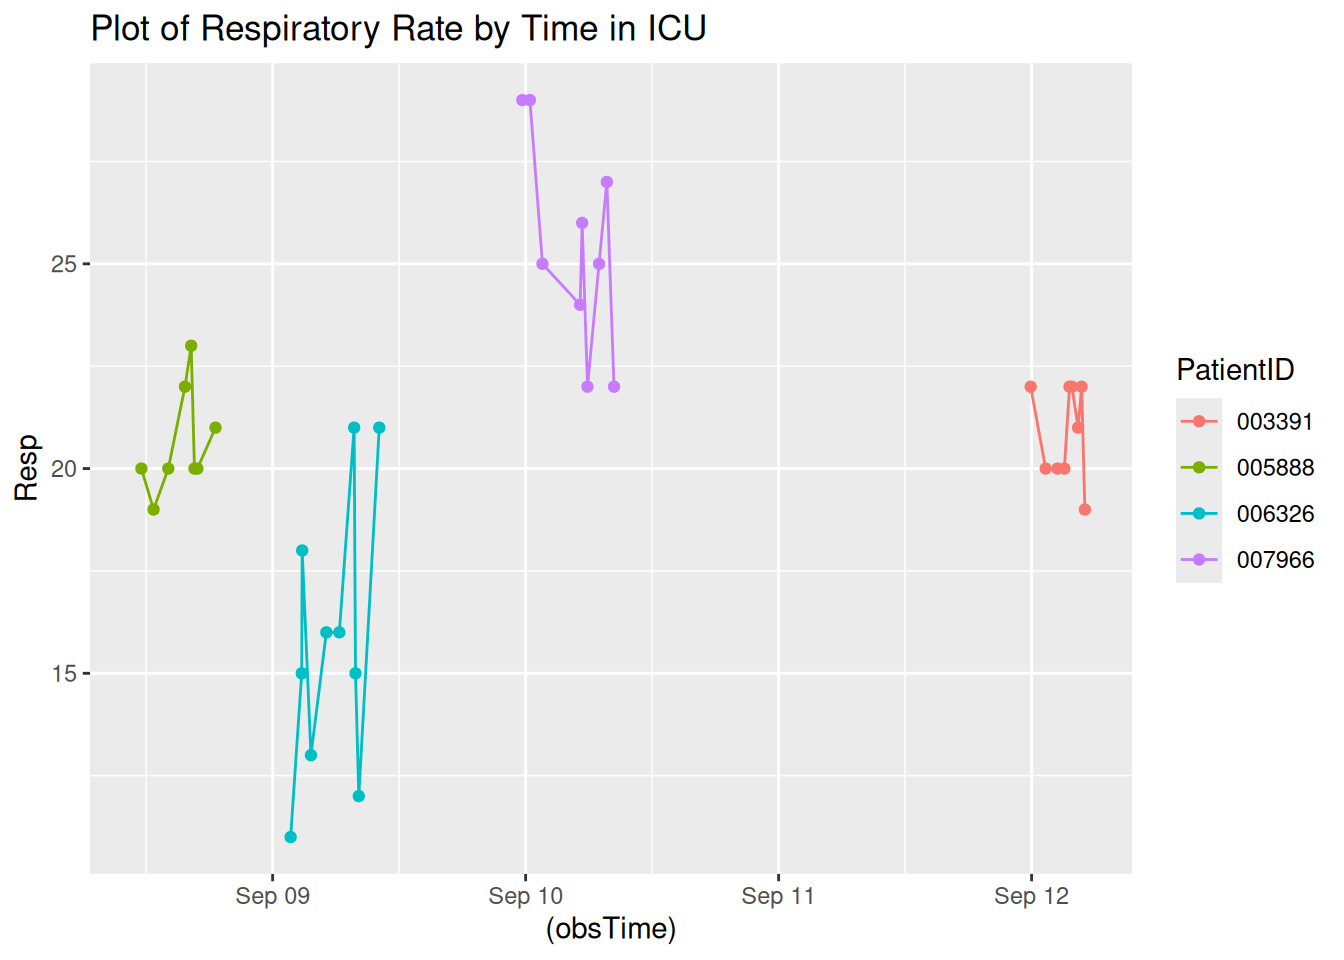 Plot of Respiratory Rate by Time in ICU
Resp
25
20
15
Sep 09
Sep 10
Sep 11
Sep 12
(obsTime)
PatientID
003391
005888
006326
007966